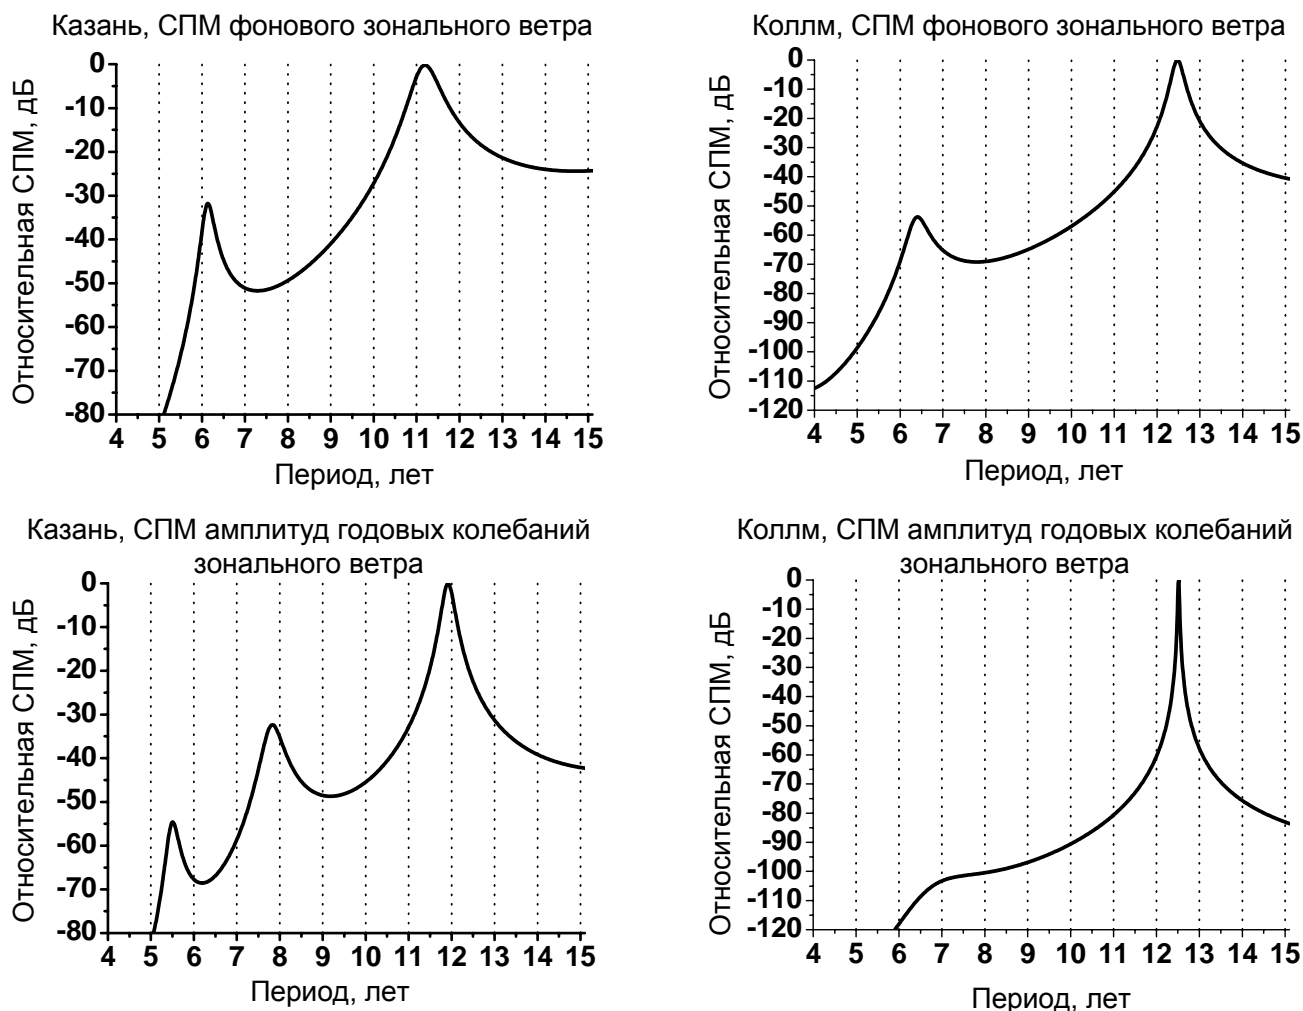 Казань, СПМ фонового зонального ветра
Относительная СПМ, дБ
0
-10
-20
-30
-40
-50
-60
-70
-80
4 5 6 7 8 9 10 11 12 13 14 15
Период, лет
Коллм, СПМ фонового зонального ветра
Относительная СПМ, дБ
0
-10
-20
-30
-40
-50
-60
-70
-80
-90
-100
-110
-120
4 5 6 7 8 9 10 11 12 13 14 15
Период, лет
Казань, СПМ амплитуд годовых колебаний
зонального ветра
Относительная СПМ, дБ
0
-10
-20
-30
-40
-50
-60
-70
-80
4 5 6 7 8 9 10 11 12 13 14 15
Период, лет
Коллм, СПМ амплитуд годовых колебаний
зонального ветра
Относительная СПМ, дБ
0
-10
-20
-30
-40
-50
-60
-70
-80
-90
-100
-110
-120
4 5 6 7 8 9 10 11 12 13 14 15
Период, лет